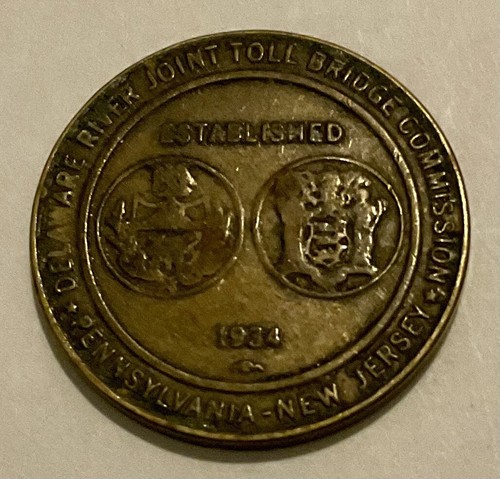 DELAWARE RIVER JOINT TOLL BRIDGE COMMISSION
ESTABLISHED
1934
PENNSYLVANIA - NEW JERSEY